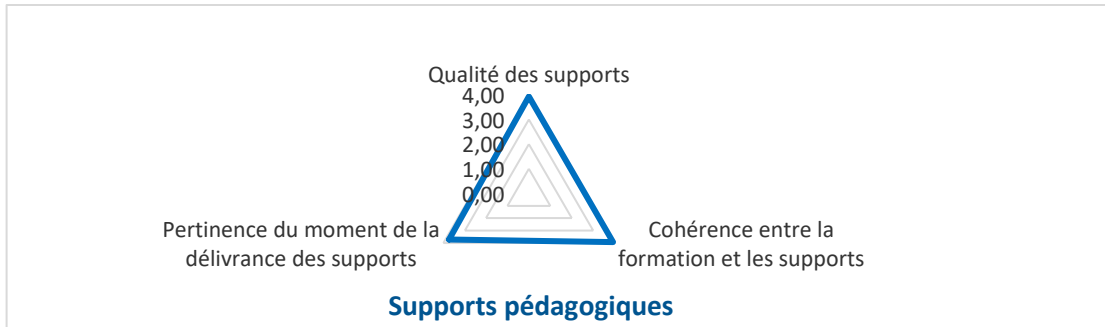 Qualité des supports
4,00
3,00
2,00
1,00
0,00
Pertinence du moment de la
délivrance des supports
Cohérence entre la
formation et les supports
Supports pédagogiques